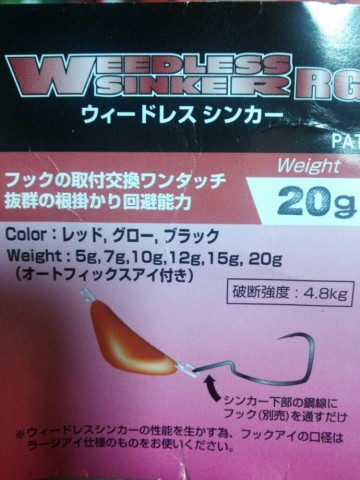 WEEDLESS
SINKER RG
ウィードレス シンカー
PAT
Weight
フックの取付交換ワンタッチ
抜群の根掛かり回避能力
20g
Color : レッド, グロー, ブラック
Weight : 5g, 7g, 10g, 12g, 15g, 20g
(オートフィックスアイ付き)
破断強度 : 4.8kg
シンカー下部の鋼線に
フック(別売)を通すだけ
※ウィードレスシンカーの性能を生かす為、フックアイの口径は
ラージアイ仕様のものをお使いください。